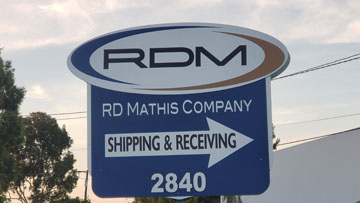 RDM
RD MATHIS COMPANY
SHIPPING & RECEIVING
2840